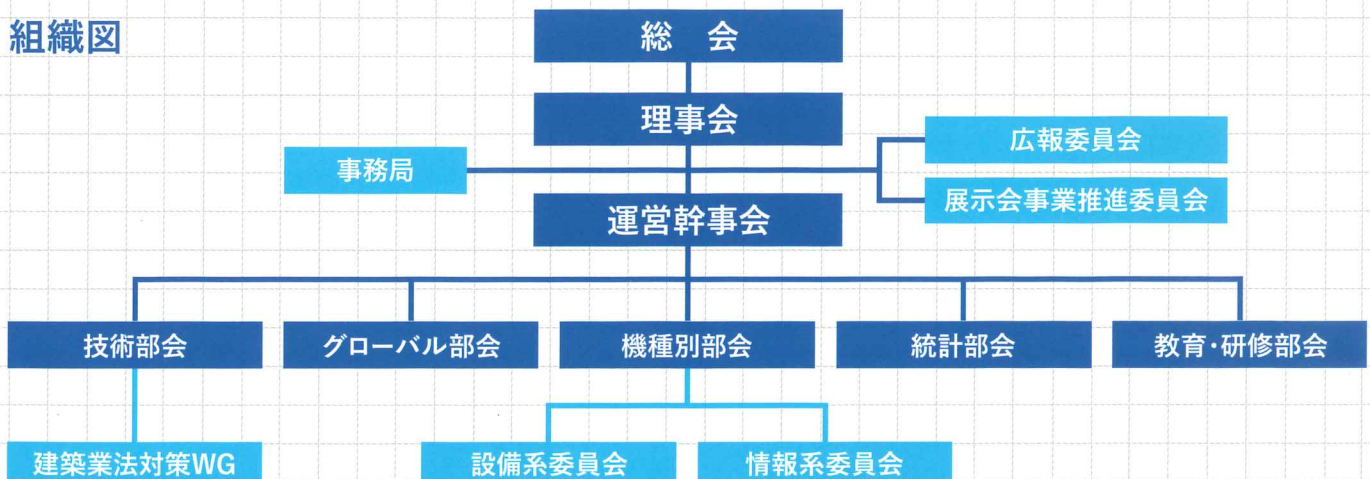 組織図
総 会
理事会
広報委員会
事務局
展示会事業推進委員会
運営幹事会
技術部会
グローバル部会
機種別部会
統計部会
教育・研修部会
建築業法対策WG
設備系委員会
情報系委員会